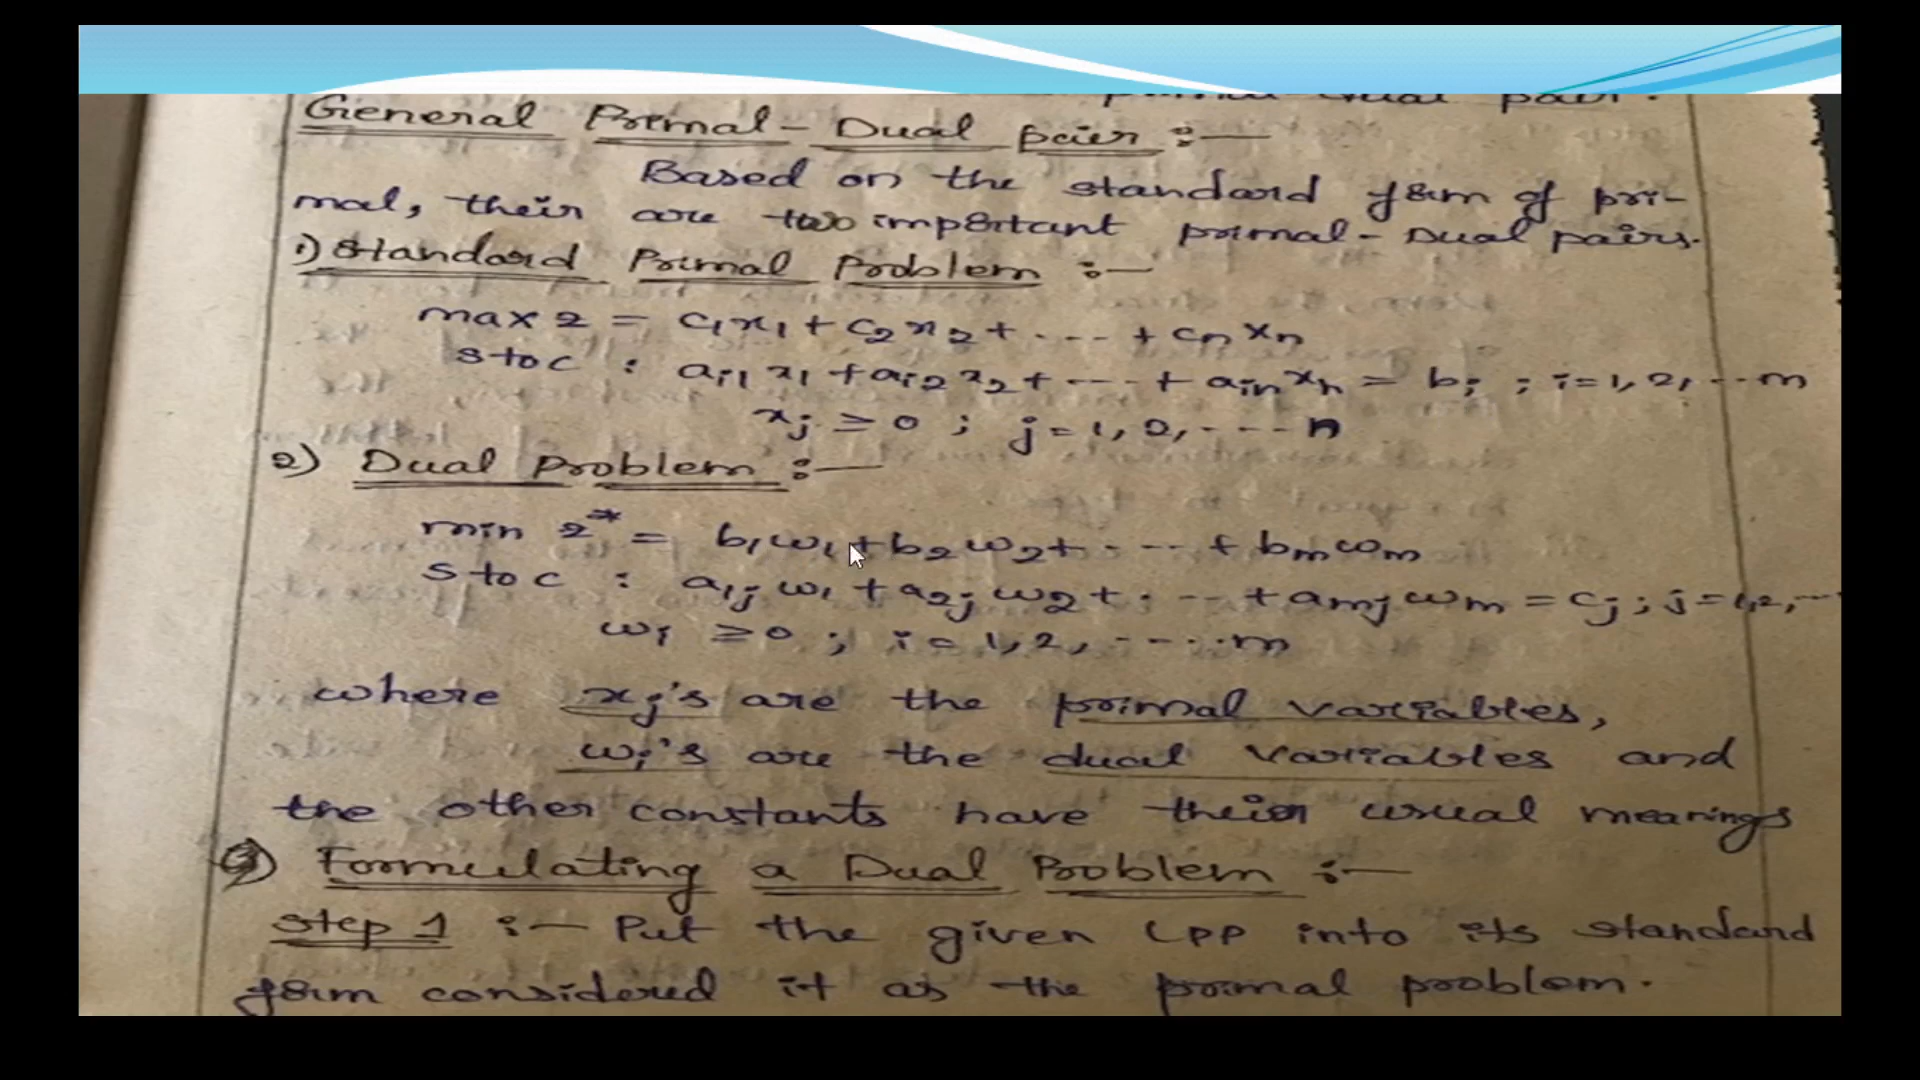 General Primal - Dual pair :-
Based on the standard form of pri-
mal, their are two important primal - Dual pairs.
1) Standard Primal Problem :-
max z = c₁x₁ + c₂x₂ + .... + cₙxₙ
s to c : aᵢ₁x₁ + aᵢ₂x₂ + .... + aᵢₙxₙ = bᵢ ; i = 1, 2, ... m
xⱼ ≥ 0 ; j = 1, 2, .... n
2) Dual problem :-
min z* = b₁w₁ + b₂w₂ + .... + bₘwₘ
s to c : a₁ⱼw₁ + a₂ⱼw₂ + .... + aₘⱼwₘ = cⱼ ; j = 1, 2, ...
wᵢ ≥ 0 ; i = 1, 2, ..... m
where xⱼ's are the primal variables,
wᵢ's are the dual variables and
the other constants have their usual meanings
Formulating a Dual Problem :-
Step 1 :- Put the given LPP into its standard
form considered it as the primal problem.